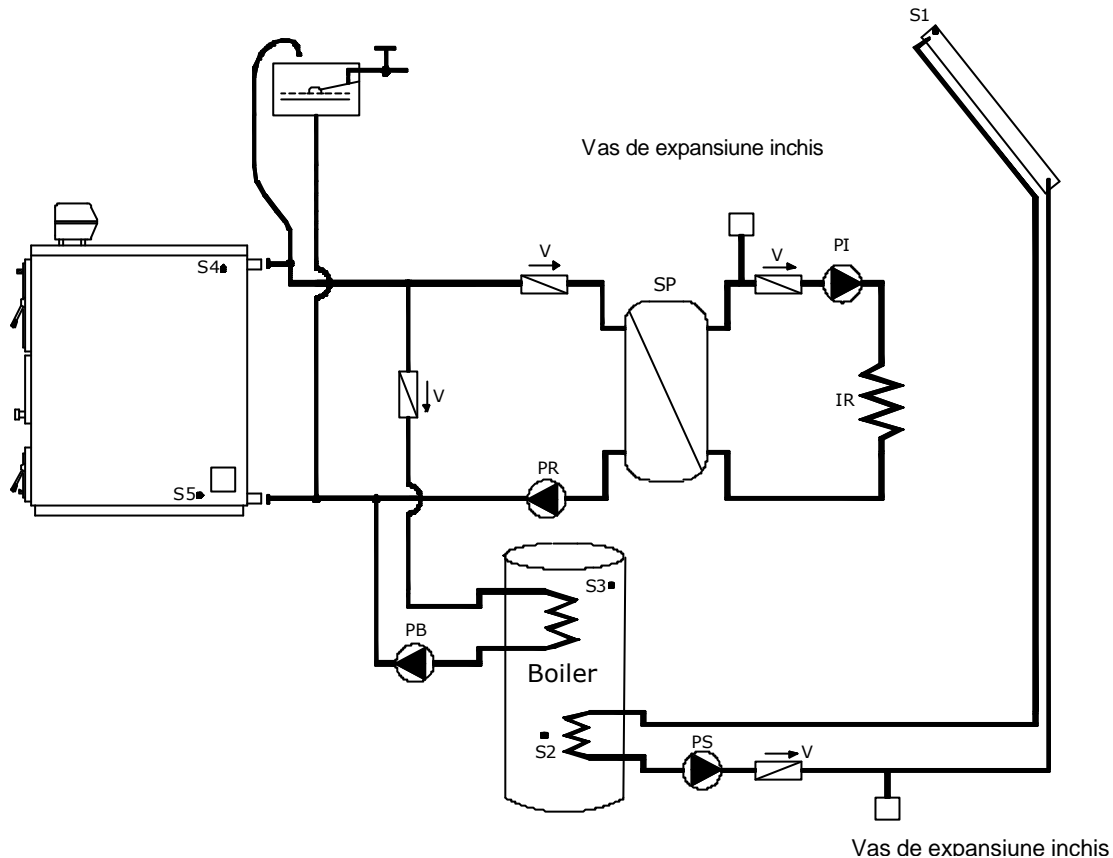 S1
Vas de expansiune inchis
V
PI
S4
SP
V
IR
PR
S5
S3
PB
Boiler
S2
PS
V
Vas de expansiune inchis
V